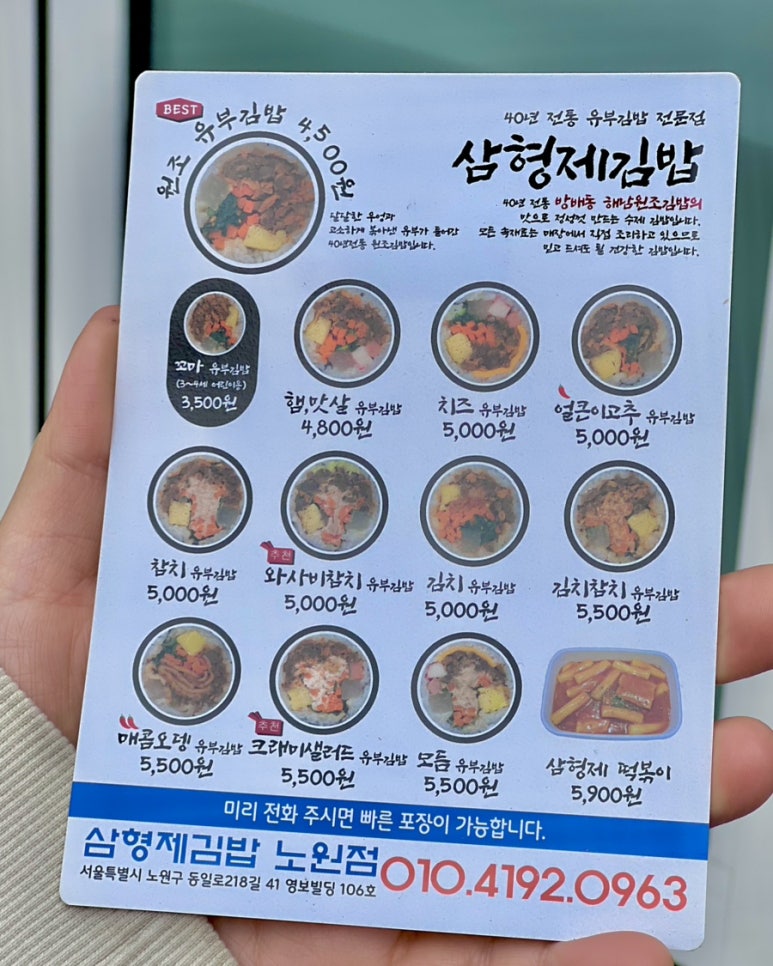 BEST
원조 유부김밥 4,500원
달달한 우엉과
고소하게 볶아낸 유부가 들어간
40년전통 원조김밥입니다.
40년 전통 유부김밥 전문점
삼형제김밥
40년 전통 방배동 해남원조김밥의
맛으로 정성껏 만드는 수제 김밥입니다.
모든 속재료는 매장에서 직접 조리하고 있으므로
믿고 드셔도 될 건강한 김밥입니다.
꼬마 유부김밥
(3~4세 어린이용)
3,500원
햄,맛살 유부김밥
4,800원
치즈 유부김밥
5,000원
얼큰이고추 유부김밥
5,000원
참치 유부김밥
5,000원
추천
와사비참치 유부김밥
5,000원
김치 유부김밥
5,000원
김치참치 유부김밥
5,500원
매콤오뎅 유부김밥
5,500원
추천
크래미샐러드 유부김밥
5,500원
모듬 유부김밥
5,500원
삼형제 떡볶이
5,900원
미리 전화 주시면 빠른 포장이 가능합니다.
삼형제김밥 노원점
서울특별시 노원구 동일로218길 41 영보빌딩 106호
010.4192.0963